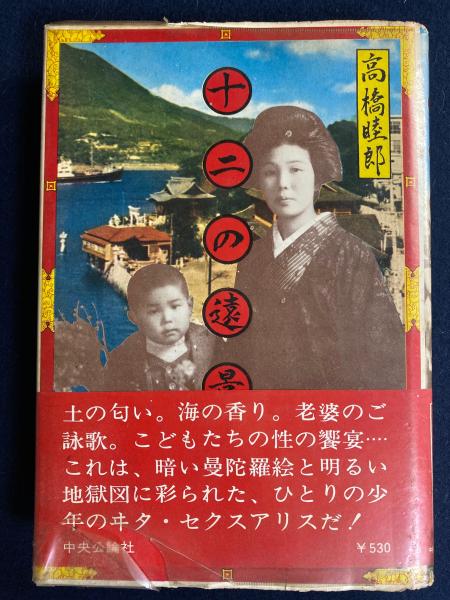 高橋睦郎
十二の遠景
土の匂い。海の香り。老婆のご
詠歌。こどもたちの性の饗宴‥‥
これは、暗い曼陀羅絵と明るい
地獄図に彩られた、ひとりの少
年のヰタ・セクスアリスだ!
中央公論社
¥530